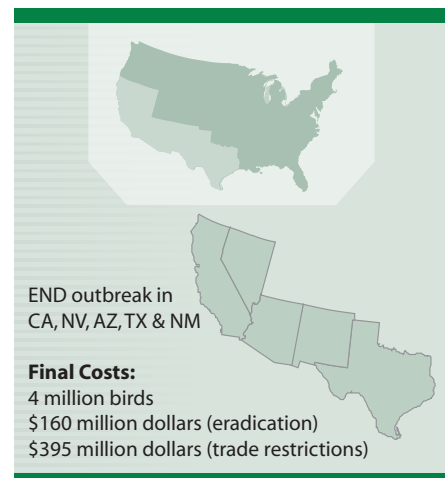 END outbreak in
CA, NV, AZ, TX & NM
Final Costs:
4 million birds
$160 million dollars (eradication)
$395 million dollars (trade restrictions)